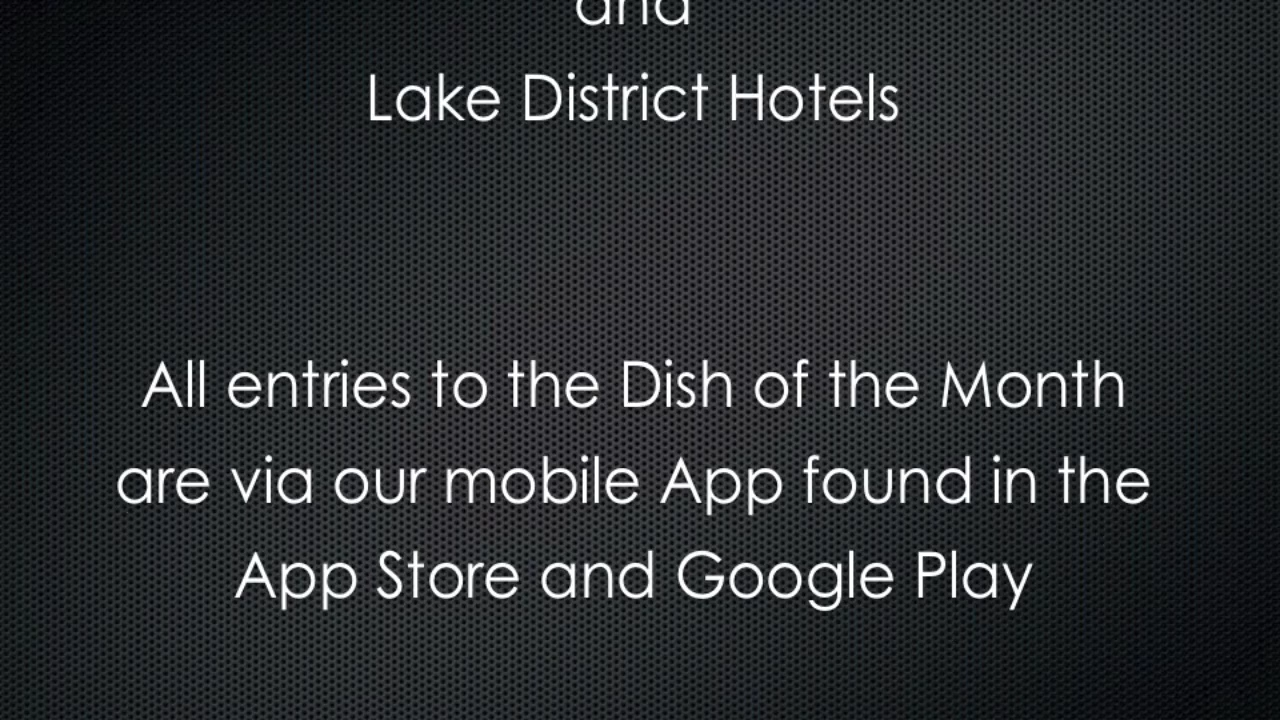 and
Lake District Hotels
All entries to the Dish of the Month
are via our mobile App found in the
App Store and Google Play